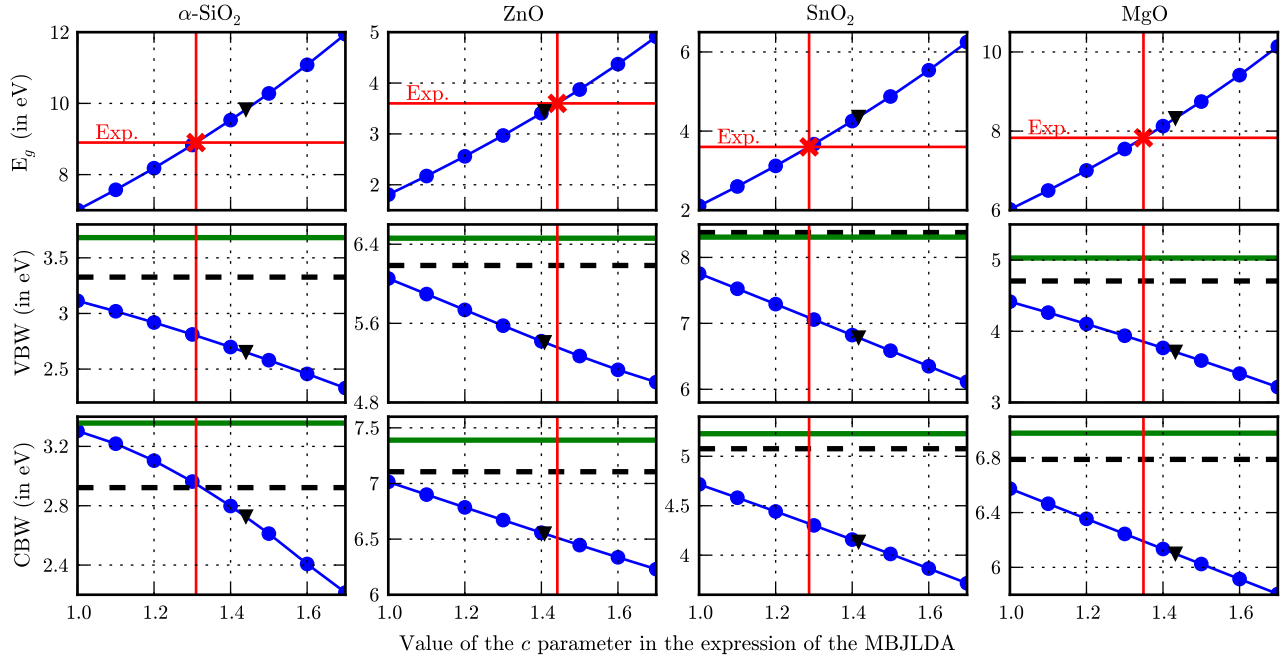 α-SiO2 ZnO SnO2 MgO
12 5 6 10
Eg (in eV) 10 8
4 3 2
4 2
8 6
Exp. Exp. Exp. Exp.
VBW (in eV) 3.5 3 2.5
6.4 5.6 4.8
8 7 6
5 4 3
CBW (in eV) 3.2 2.8 2.4
7.5 7 6.5 6
5 4.5 4
6.8 6.4 6
1.0 1.2 1.4 1.6 1.0 1.2 1.4 1.6 1.0 1.2 1.4 1.6 1.0 1.2 1.4 1.6
Value of the c parameter in the expression of the MBJLDA